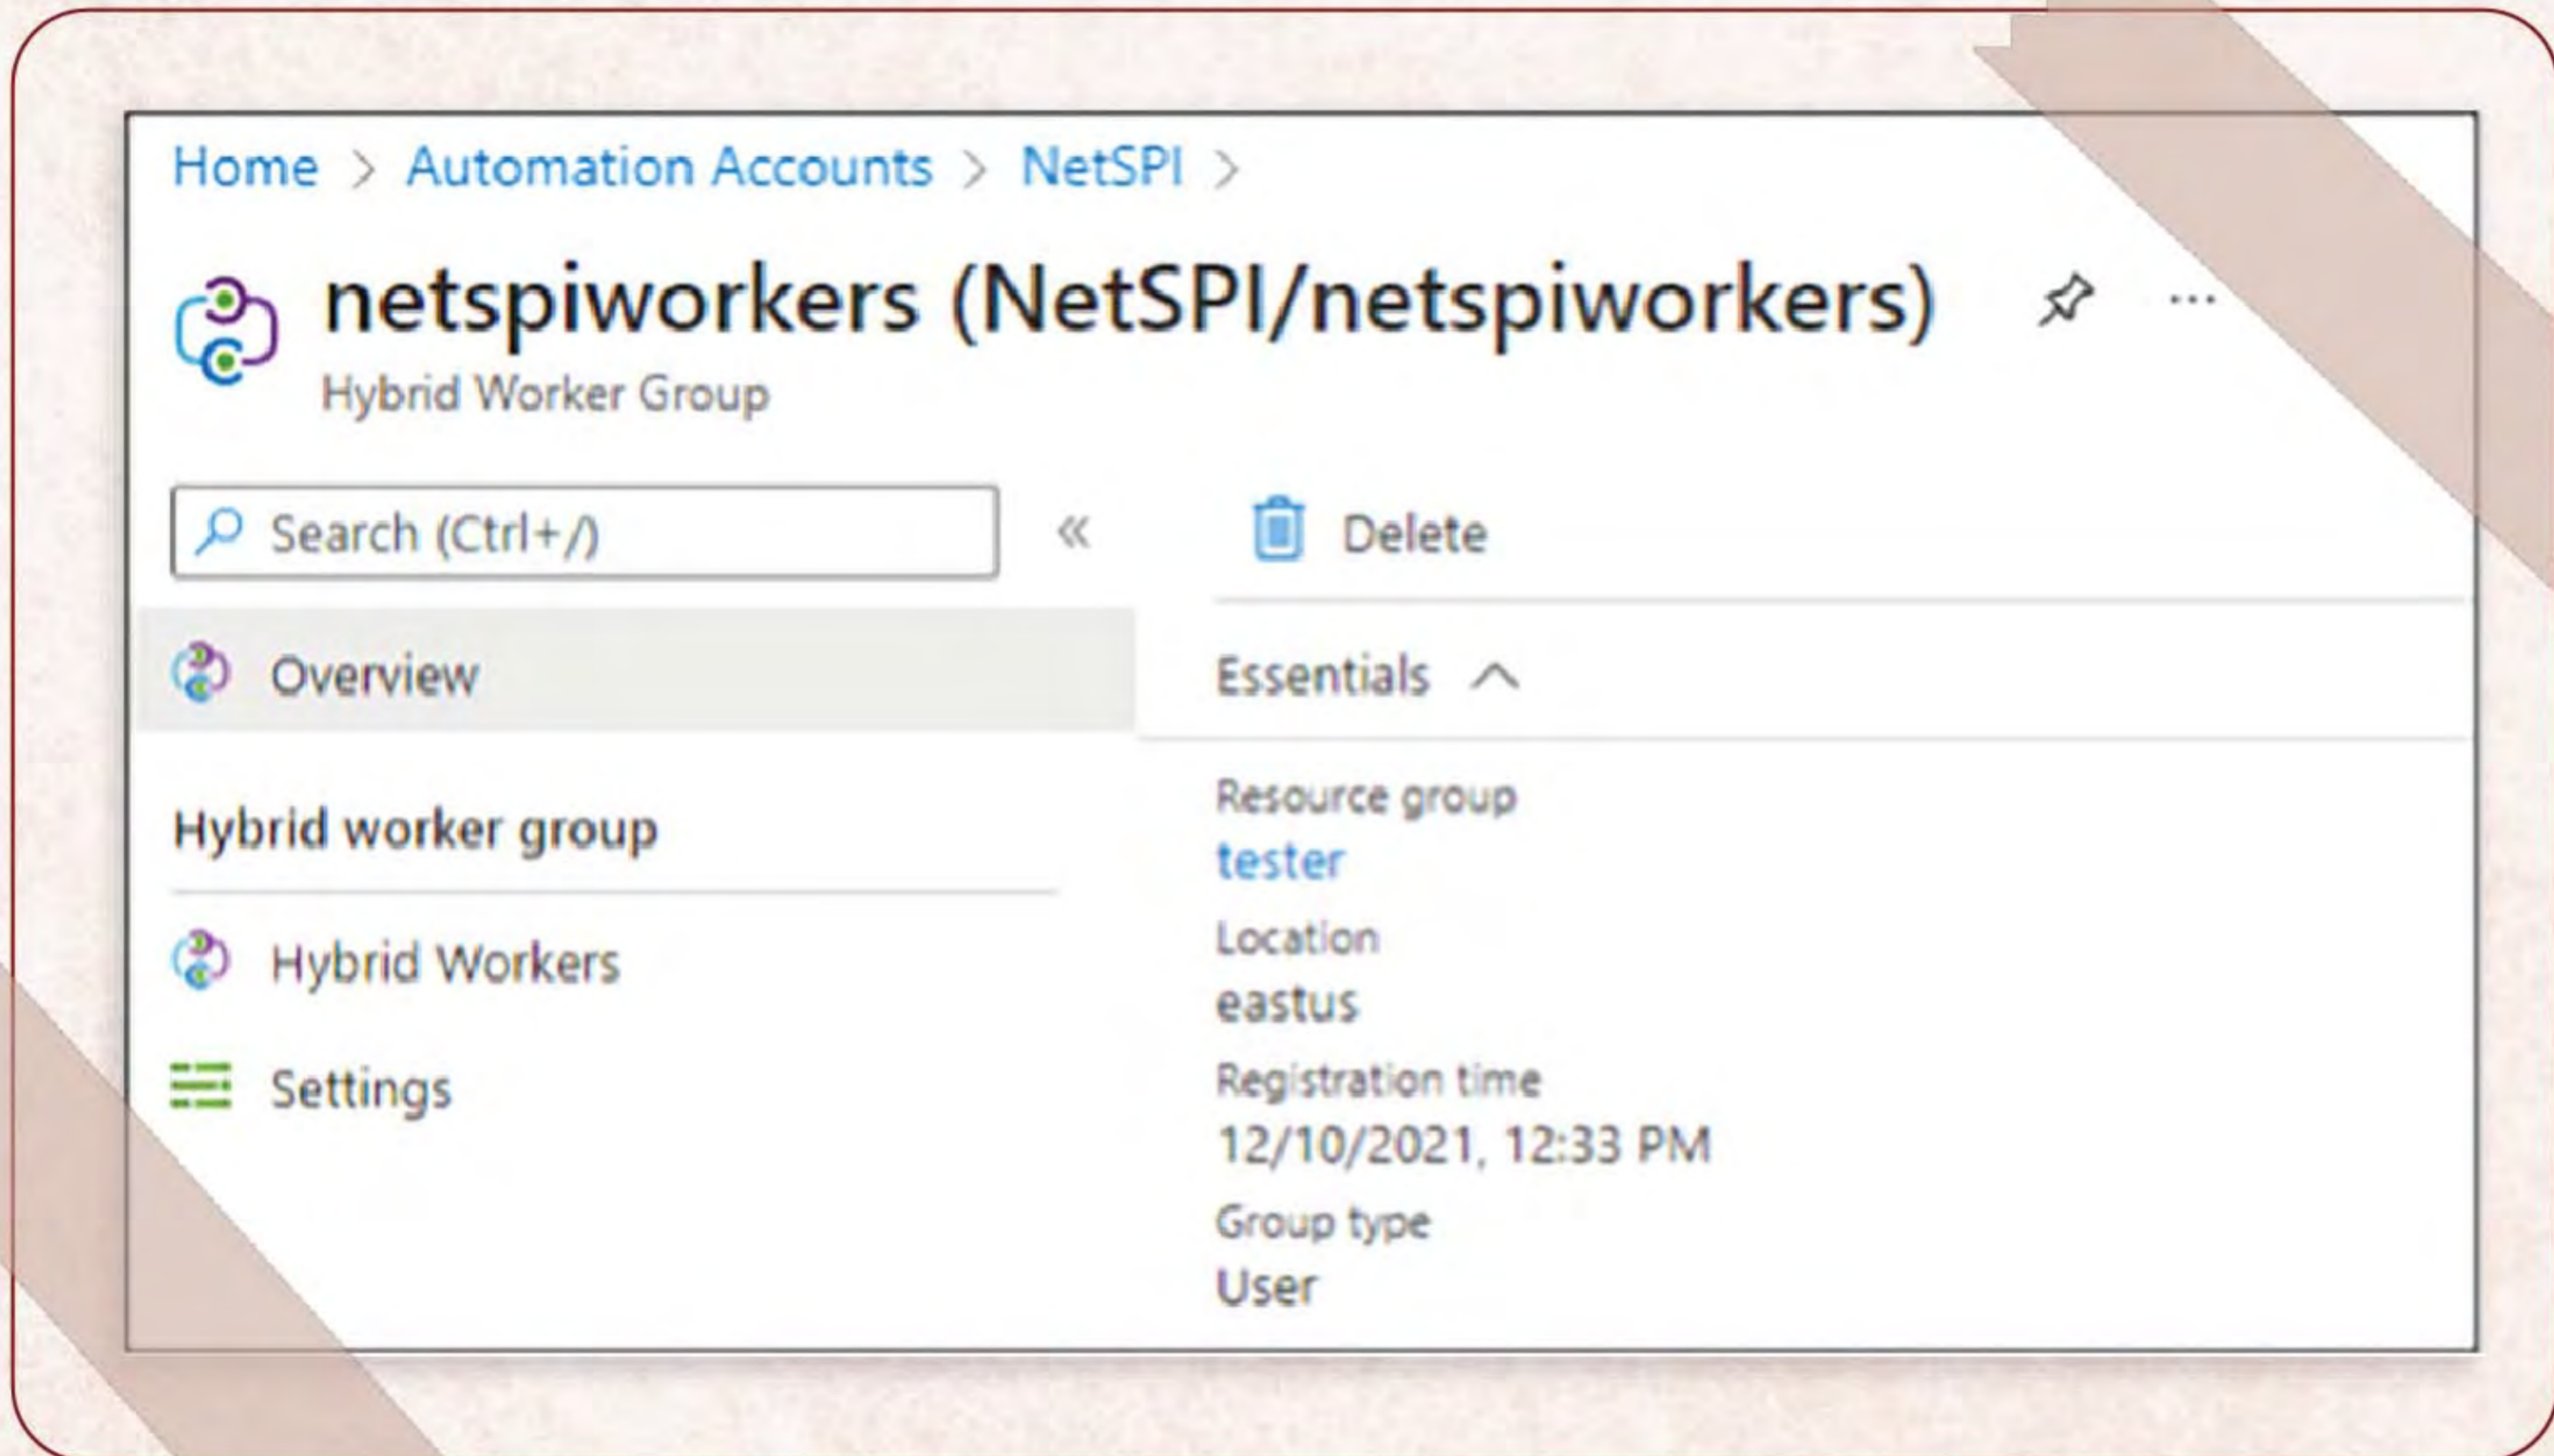 Home > Automation Accounts > NetSPI >
netspiworkers (NetSPI/netspiworkers)
Hybrid Worker Group
Search (Ctrl+/)
«
Delete
Overview
Hybrid worker group
Hybrid Workers
Settings
Essentials
Resource group
tester
Location
eastus
Registration time
12/10/2021, 12:33 PM
Group type
User